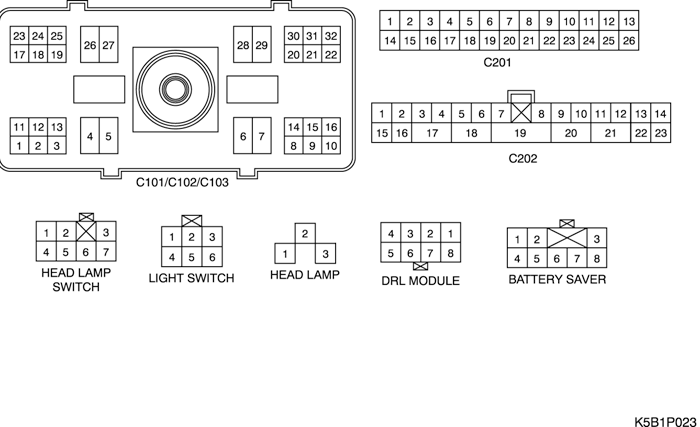 23 24 25 26 27 28 29 30 31 32
17 18 19 20 21 22
11 12 13 4 5 6 7 14 15 16
1 2 3 8 9 10
C101/C102/C103
1 2 3 4 5 6 7 8 9 10 11 12 13
14 15 16 17 18 19 20 21 22 23 24 25 26
C201
1 2 3 4 5 6 7 8 9 10 11 12 13 14
15 16 17 18 19 20 21 22 23
C202
1 2 3
4 5 6 7
HEAD LAMP
SWITCH
1 2 3
4 5 6
LIGHT SWITCH
2
1 3
HEAD LAMP
4 3 2 1
5 6 7 8
DRL MODULE
1 2 3
4 5 6 7 8
BATTERY SAVER
K5B1P023